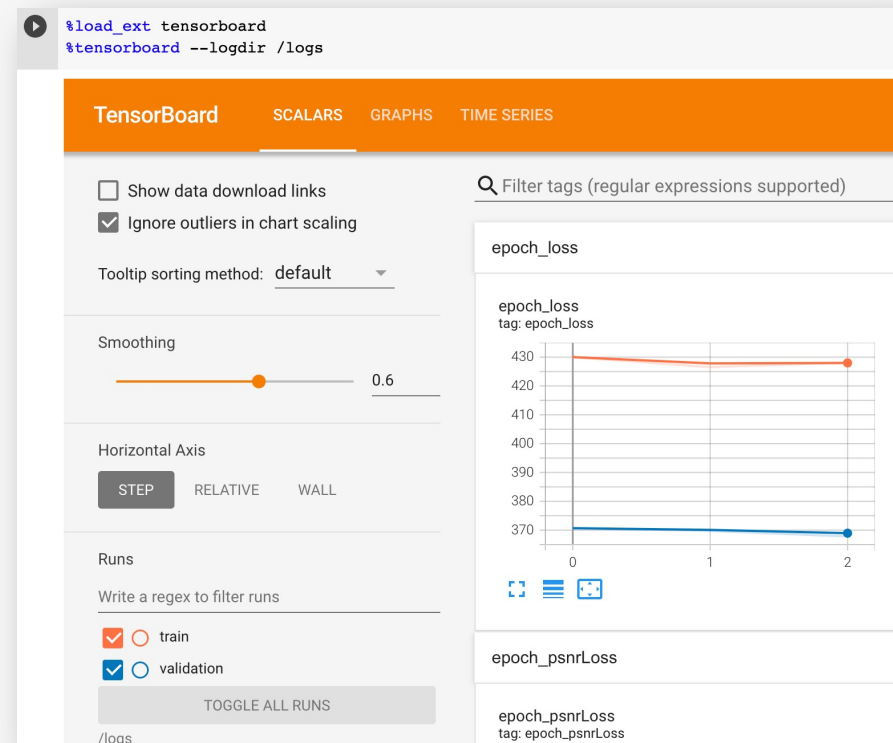 %load_ext tensorboard
%tensorboard --logdir /logs
TensorBoard SCALARS GRAPHS TIME SERIES
Show data download links
Ignore outliers in chart scaling
Tooltip sorting method: default
Smoothing
0.6
Horizontal Axis
STEP RELATIVE WALL
Runs
Write a regex to filter runs
train
validation
TOGGLE ALL RUNS
/logs
Filter tags (regular expressions supported)
epoch_loss
epoch_loss
tag: epoch_loss
430
420
410
400
390
380
370
0 1 2
epoch_psnrLoss
epoch_psnrLoss
tag: epoch_psnrLoss